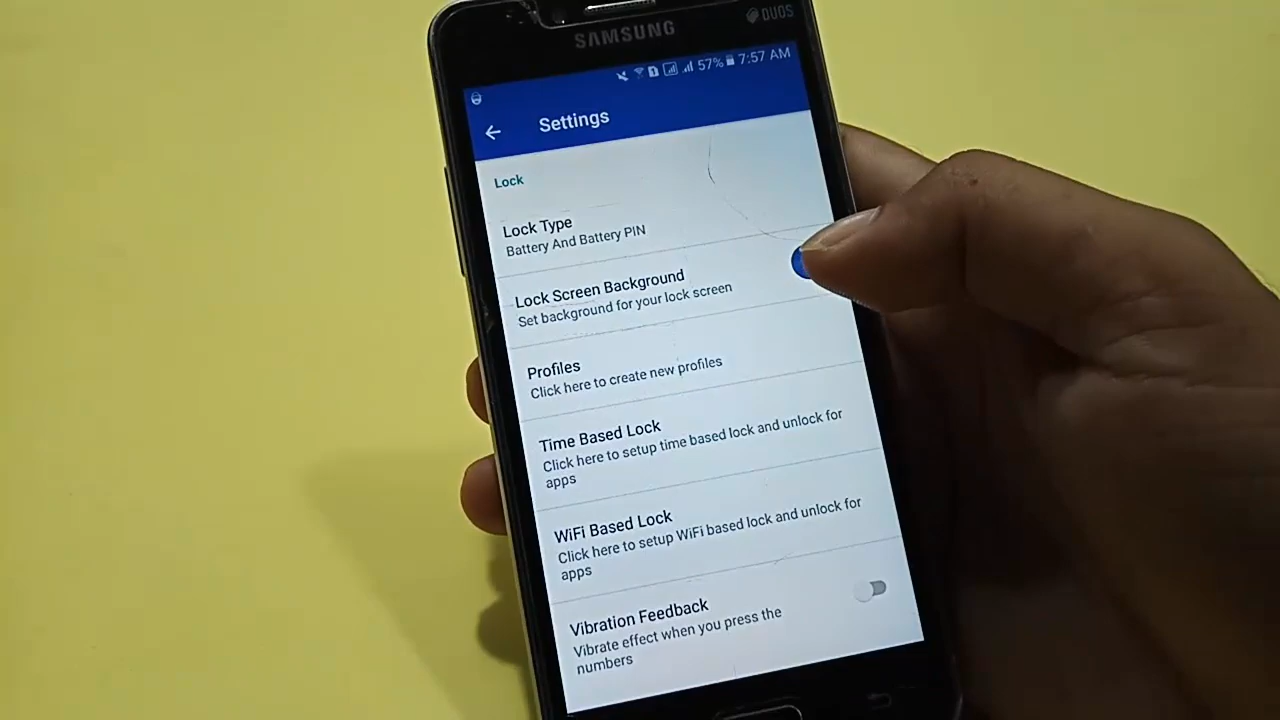 SAMSUNG
DUOS
57% 7:57 AM
Settings
Lock
Lock Type
Battery And Battery PIN
Lock Screen Background
Set background for your lock screen
Profiles
Click here to create new profiles
Time Based Lock
Click here to setup time based lock and unlock for
apps
WiFi Based Lock
Click here to setup WiFi based lock and unlock for
apps
Vibration Feedback
Vibrate effect when you press the
numbers